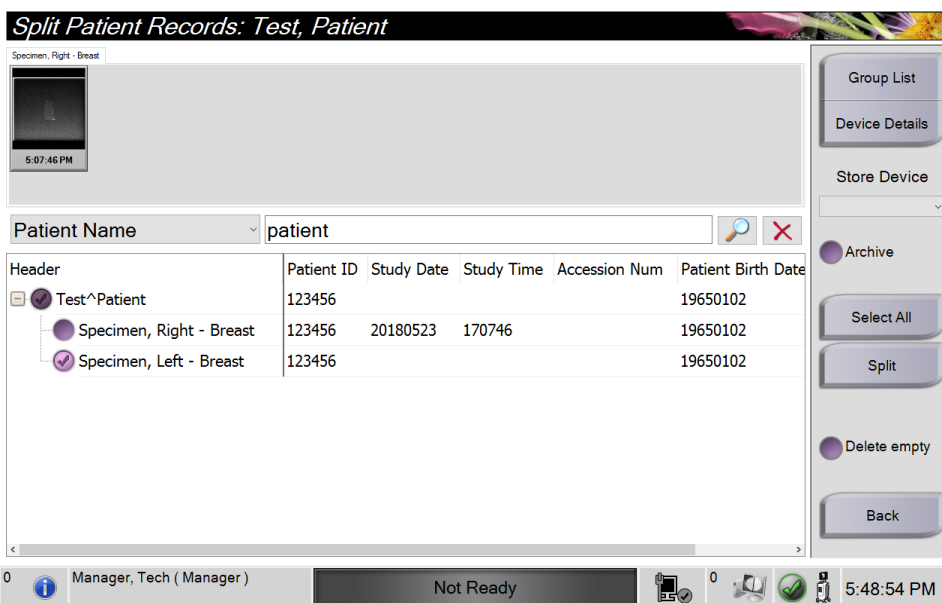 Split Patient Records: Test, Patient
Specimen, Right - Breast
5:07:46 PM
Group List
Device Details
Store Device
Patient Name patient
Archive
Header Patient ID Study Date Study Time Accession Num Patient Birth Date
Test^Patient 123456 19650102
Specimen, Right - Breast 123456 20180523 170746 19650102
Specimen, Left - Breast 123456 19650102
Select All
Split
Delete empty
Back
0 Manager, Tech ( Manager ) Not Ready 0 5:48:54 PM